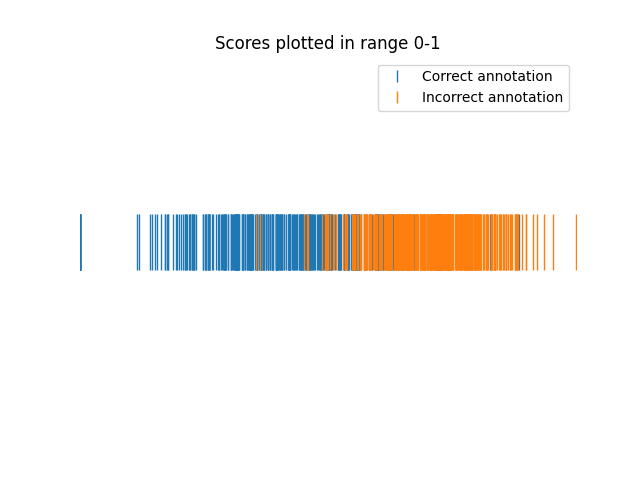 Scores plotted in range 0-1
Correct annotation
Incorrect annotation